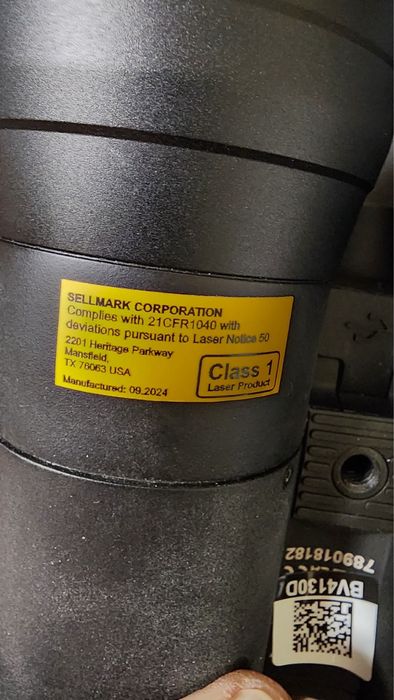 SELLMARK CORPORATION
Complies with 21CFR1040 with
deviations pursuant to Laser Notice 50
2201 Heritage Parkway
Mansfield,
TX 76063 USA
Manufactured: 09.2024
Class 1
Laser Product
BV4130D
789018182